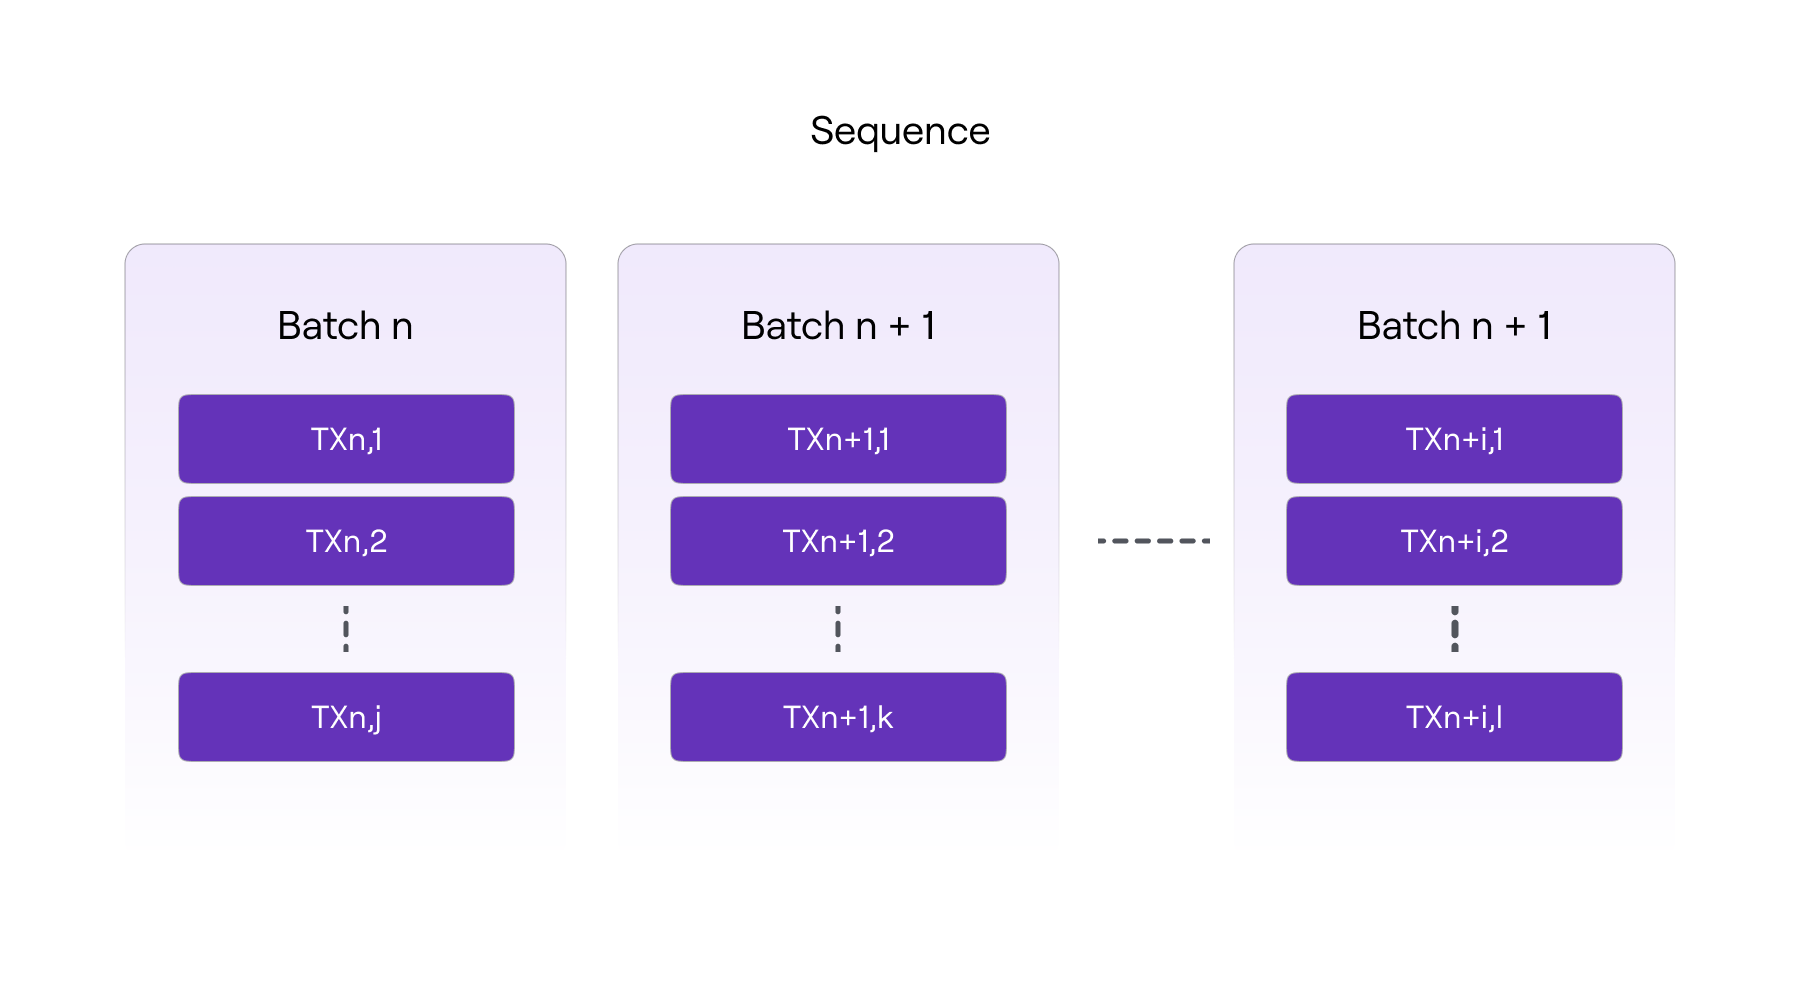 Sequence
Batch n
TXn,1
TXn,2
TXn,j
Batch n + 1
TXn+1,1
TXn+1,2
TXn+1,k
Batch n + 1
TXn+i,1
TXn+i,2
TXn+i,l